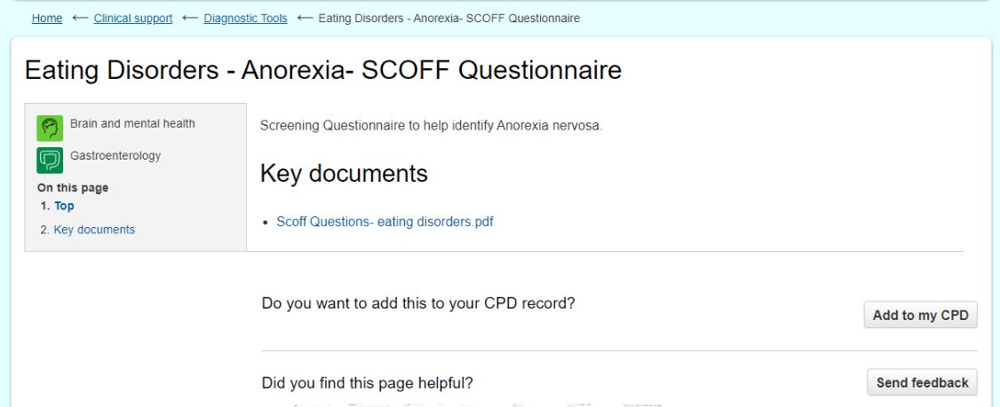 Home ← Clinical support ← Diagnostic Tools ← Eating Disorders - Anorexia- SCOFF Questionnaire
Eating Disorders - Anorexia- SCOFF Questionnaire
Brain and mental health
Gastroenterology
On this page
1. Top
2. Key documents
Screening Questionnaire to help identify Anorexia nervosa.
Key documents
• Scoff Questions- eating disorders.pdf
Do you want to add this to your CPD record?
Add to my CPD
Did you find this page helpful?
Send feedback